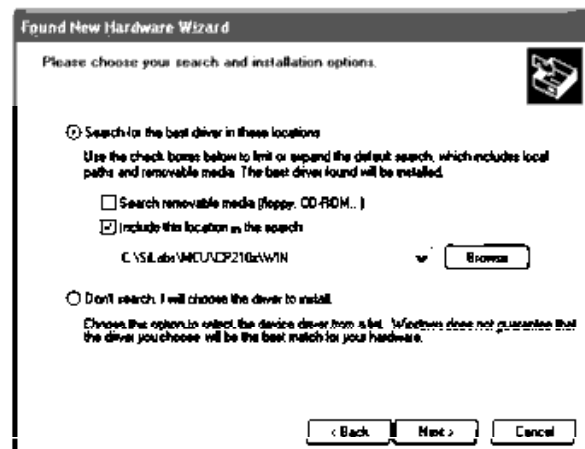 Found New Hardware Wizard
Please choose your search and installation options.
Search for the best driver in these locations
Use the check boxes below to limit or expand the default search, which includes local
paths and removable media. The best driver found will be installed.
Search removable media (floppy, CD-ROM...)
Include this location in the search
C:\SiLabs\MCU\CP210x\WIN
Browse
Don't search. I will choose the driver to install.
Choose this option to select the device driver from a list. Windows does not guarantee that
the driver you choose will be the best match for your hardware.
< Back
Next >
Cancel